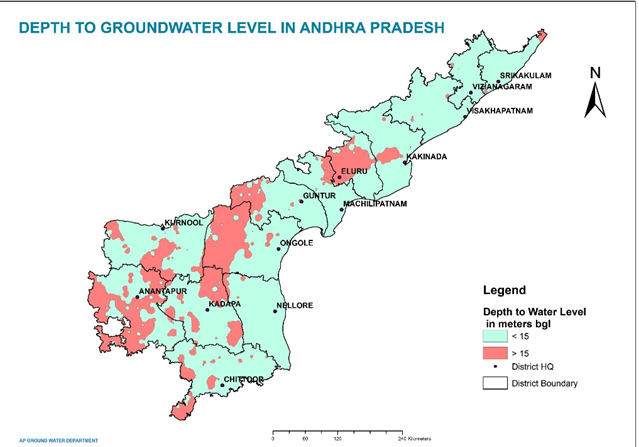 DEPTH TO GROUNDWATER LEVEL IN ANDHRA PRADESH
N
SRIKAKULAM
VIZIANAGARAM
VISAKHAPATNAM
KAKINADA
ELURU
GUNTUR
MACHILIPATNAM
KURNOOL
ONGOLE
ANANTAPUR
KADAPA
NELLORE
CHITTOOR
Legend
Depth to Water Level
in meters bgl
< 15
> 15
District HQ
District Boundary
0 60 120 240 Kilometers
AP GROUND WATER DEPARTMENT